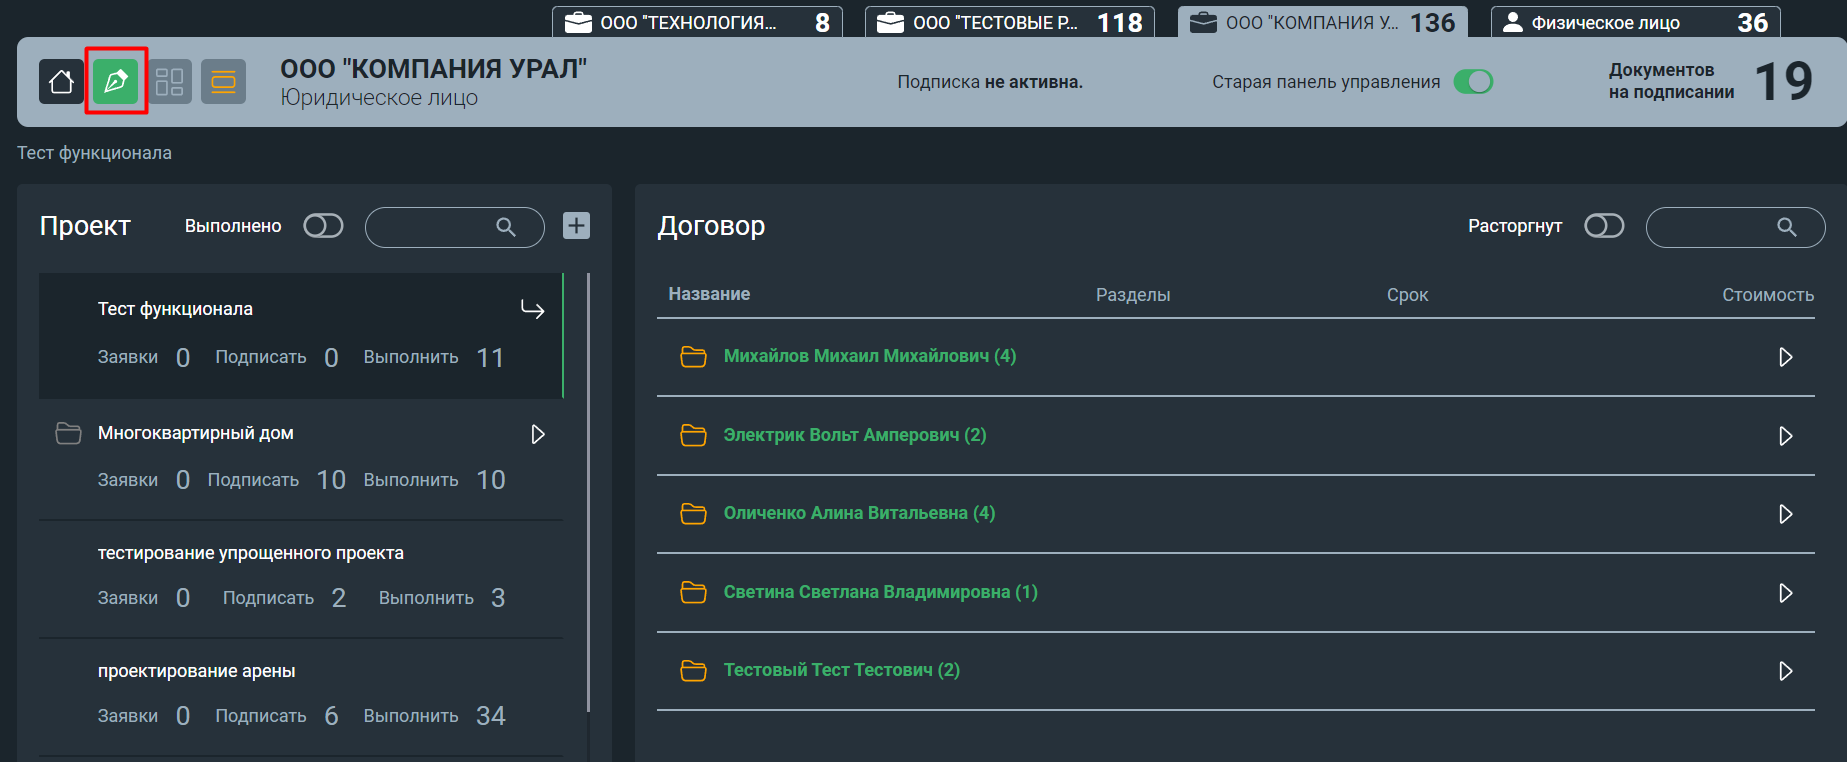 ООО "ТЕХНОЛОГИЯ... 8
ООО "ТЕСТОВЫЕ Р... 118
ООО "КОМПАНИЯ У... 136
Физическое лицо 36
ООО "КОМПАНИЯ УРАЛ"
Юридическое лицо
Подписка не активна.
Старая панель управления
Документов
на подписании
19
Тест функционала
Проект
Выполнено
Тест функционала
Заявки 0 Подписать 0 Выполнить 11
Многоквартирный дом
Заявки 0 Подписать 10 Выполнить 10
тестирование упрощенного проекта
Заявки 0 Подписать 2 Выполнить 3
проектирование арены
Заявки 0 Подписать 6 Выполнить 34
Договор
Расторгнут
Название Разделы Срок Стоимость
Михайлов Михаил Михайлович (4)
Электрик Вольт Амперович (2)
Оличенко Алина Витальевна (4)
Светина Светлана Владимировна (1)
Тестовый Тест Тестович (2)